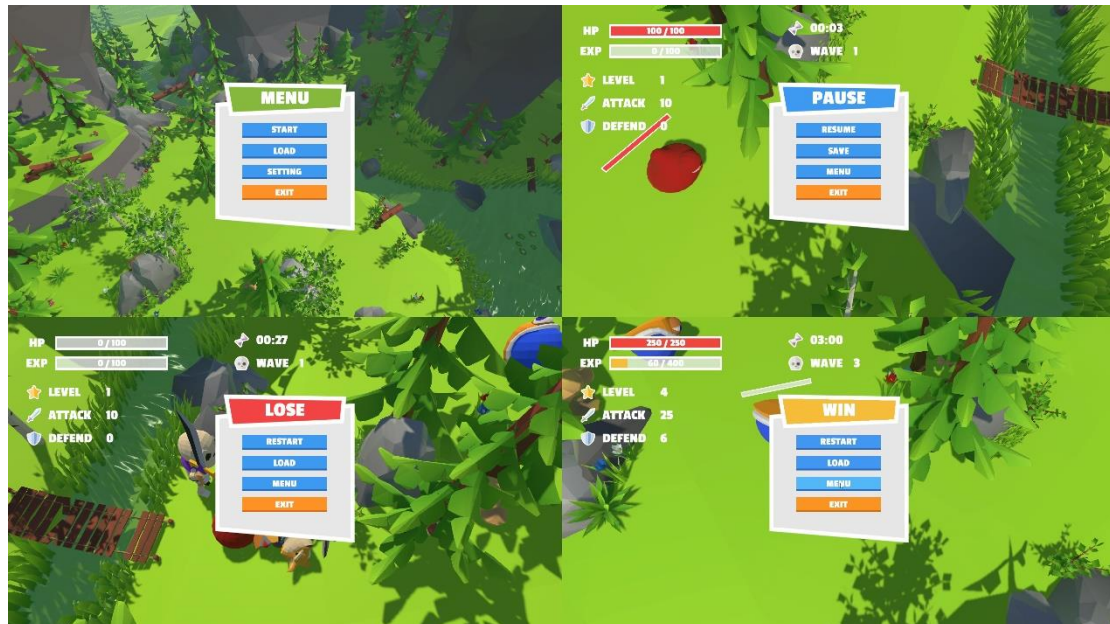 MENU
START
LOAD
SETTING
EXIT
HP 100 / 100
00:03
EXP 0 / 100
WAVE 1
LEVEL 1
ATTACK 10
DEFEND 0
PAUSE
RESUME
SAVE
MENU
EXIT
HP 0 / 100
00:27
EXP 0 / 100
WAVE 1
LEVEL 1
ATTACK 10
DEFEND 0
LOSE
RESTART
LOAD
MENU
EXIT
HP 250 / 250
03:00
EXP 60 / 400
WAVE 3
LEVEL 4
ATTACK 25
DEFEND 6
WIN
RESTART
LOAD
MENU
EXIT